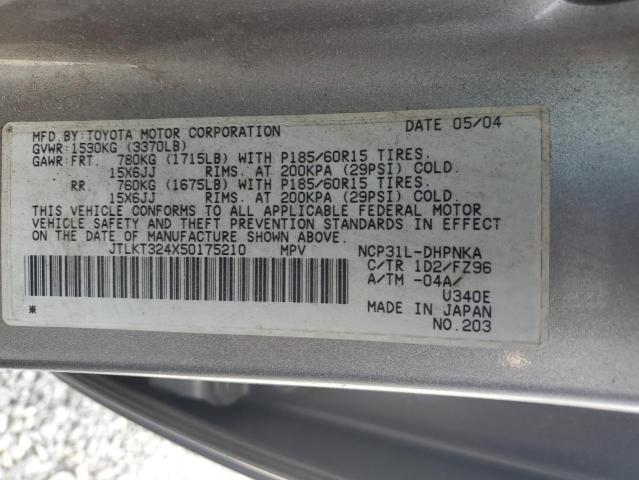 MFD.BY:TOYOTA MOTOR CORPORATION DATE 05/04
GVWR:1530KG (3370LB)
GAWR:FRT. 780KG (1715LB) WITH P185/60R15 TIRES.
15X6JJ RIMS. AT 200KPA (29PSI) COLD.
RR. 760KG (1675LB) WITH P185/60R15 TIRES.
15X6JJ RIMS. AT 200KPA (29PSI) COLD.
THIS VEHICLE CONFORMS TO ALL APPLICABLE FEDERAL MOTOR
VEHICLE SAFETY AND THEFT PREVENTION STANDARDS IN EFFECT
ON THE DATE OF MANUFACTURE SHOWN ABOVE.
JTLKT324X50175210 MPV NCP31L-DHPNKA
C/TR 1D2/FZ96
A/TM -04A/
U340E
* * MADE IN JAPAN
NO.203